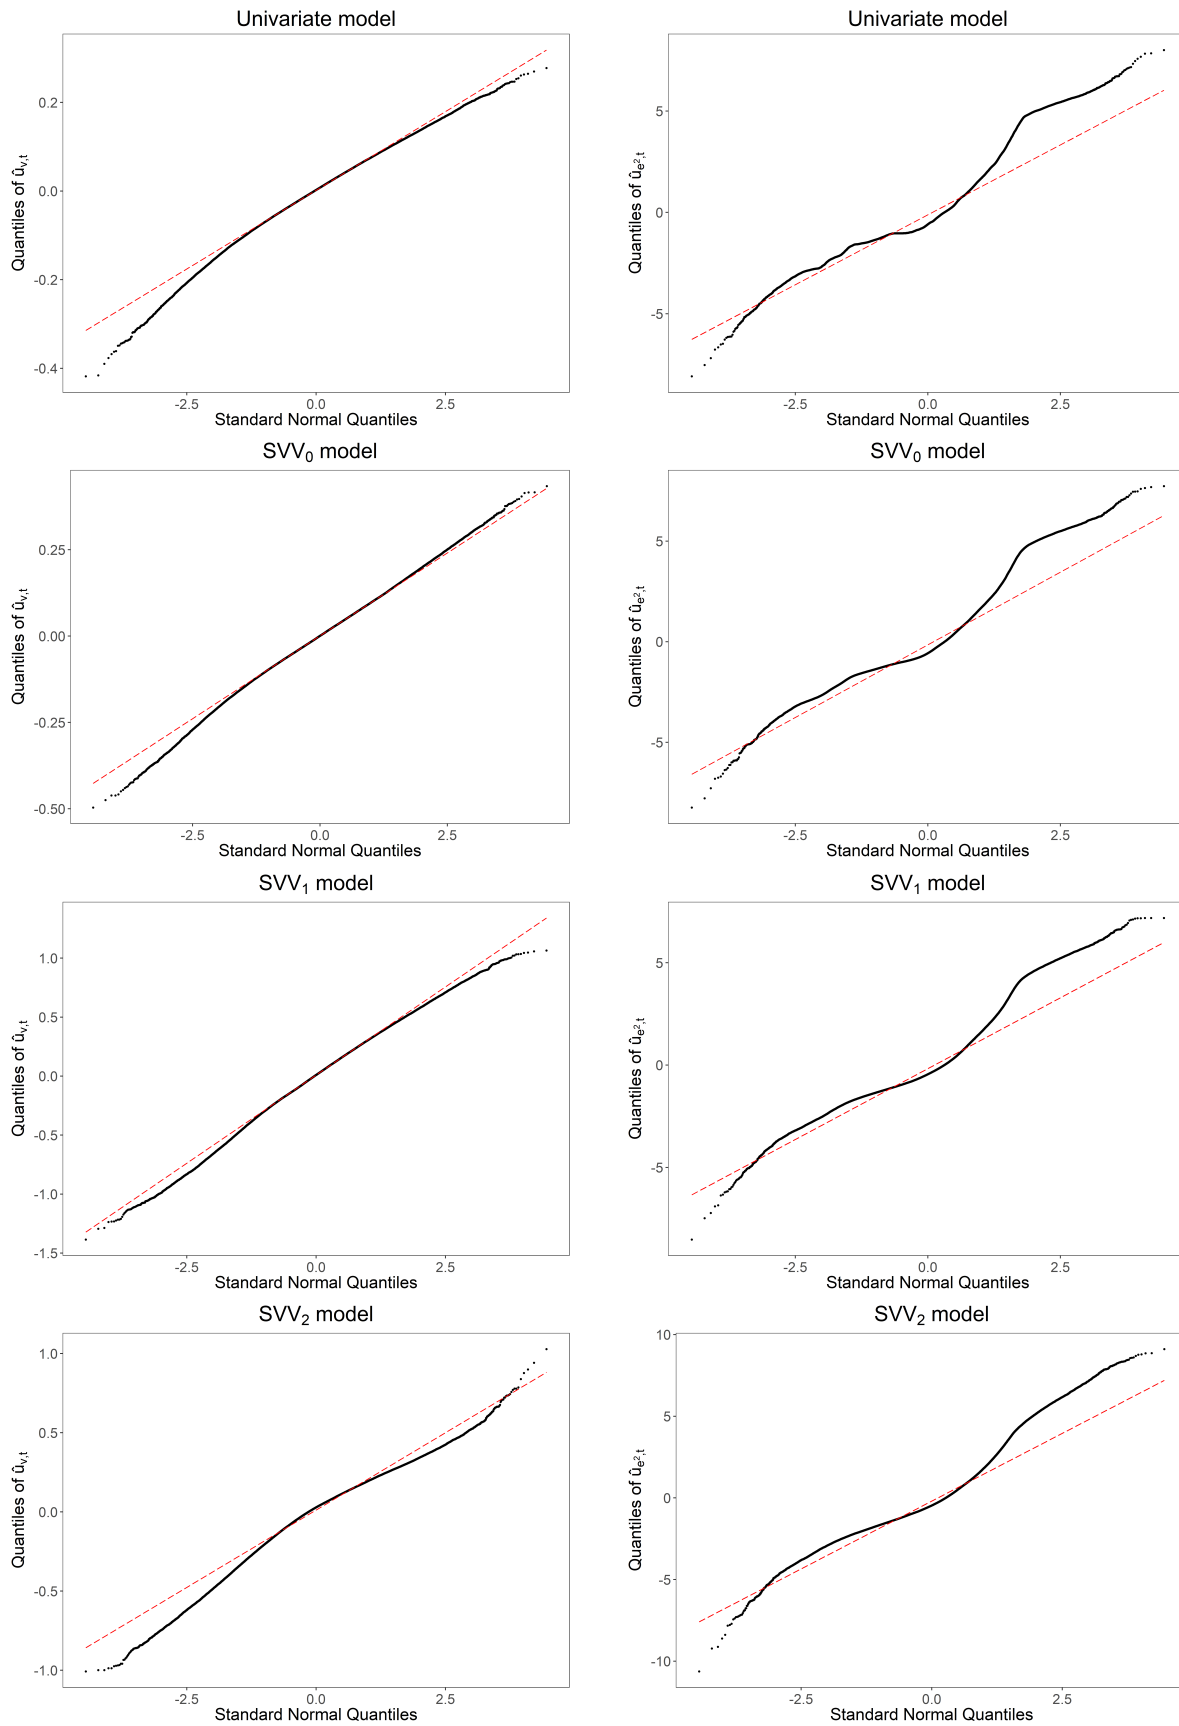 Univariate model
Univariate model
Quantiles of û_v,t
0.2
0.0
-0.2
-0.4
-2.5 0.0 2.5
Standard Normal Quantiles
Quantiles of û_e²,t
5
0
-5
-2.5 0.0 2.5
Standard Normal Quantiles
SVV₀ model
SVV₀ model
Quantiles of û_v,t
0.25
0.00
-0.25
-0.50
-2.5 0.0 2.5
Standard Normal Quantiles
Quantiles of û_e²,t
5
0
-5
-2.5 0.0 2.5
Standard Normal Quantiles
SVV₁ model
SVV₁ model
Quantiles of û_v,t
1.0
0.5
0.0
-0.5
-1.0
-1.5
-2.5 0.0 2.5
Standard Normal Quantiles
Quantiles of û_e²,t
5
0
-5
-2.5 0.0 2.5
Standard Normal Quantiles
SVV₂ model
SVV₂ model
Quantiles of û_v,t
1.0
0.5
0.0
-0.5
-1.0
-2.5 0.0 2.5
Standard Normal Quantiles
Quantiles of û_e²,t
10
5
0
-5
-10
-2.5 0.0 2.5
Standard Normal Quantiles